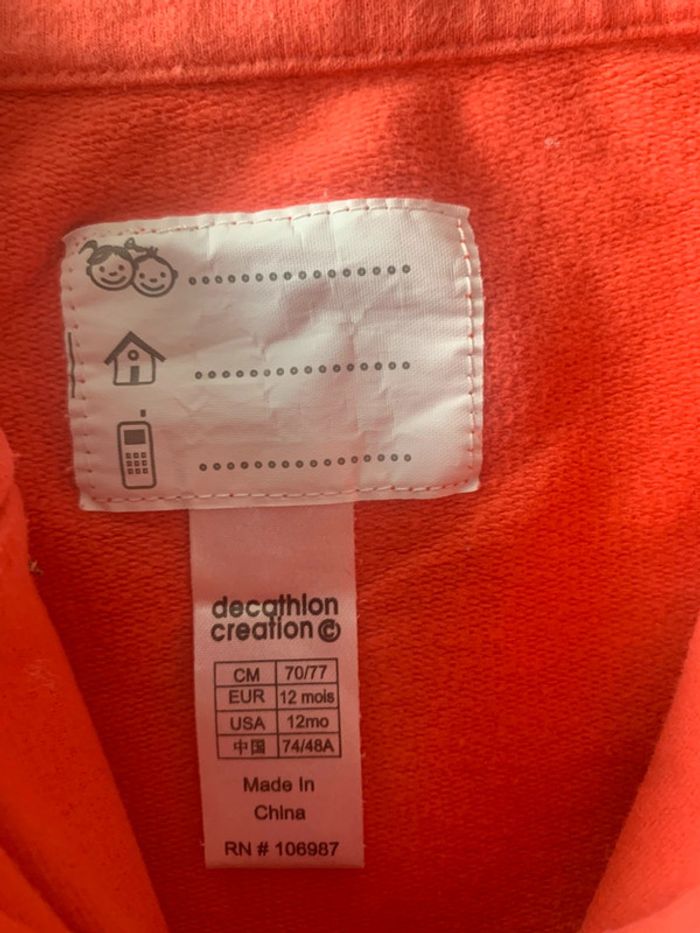 decathlon
creation ©
CM 70/77
EUR 12 mois
USA 12mo
中国 74/48A
Made In
China
RN # 106987